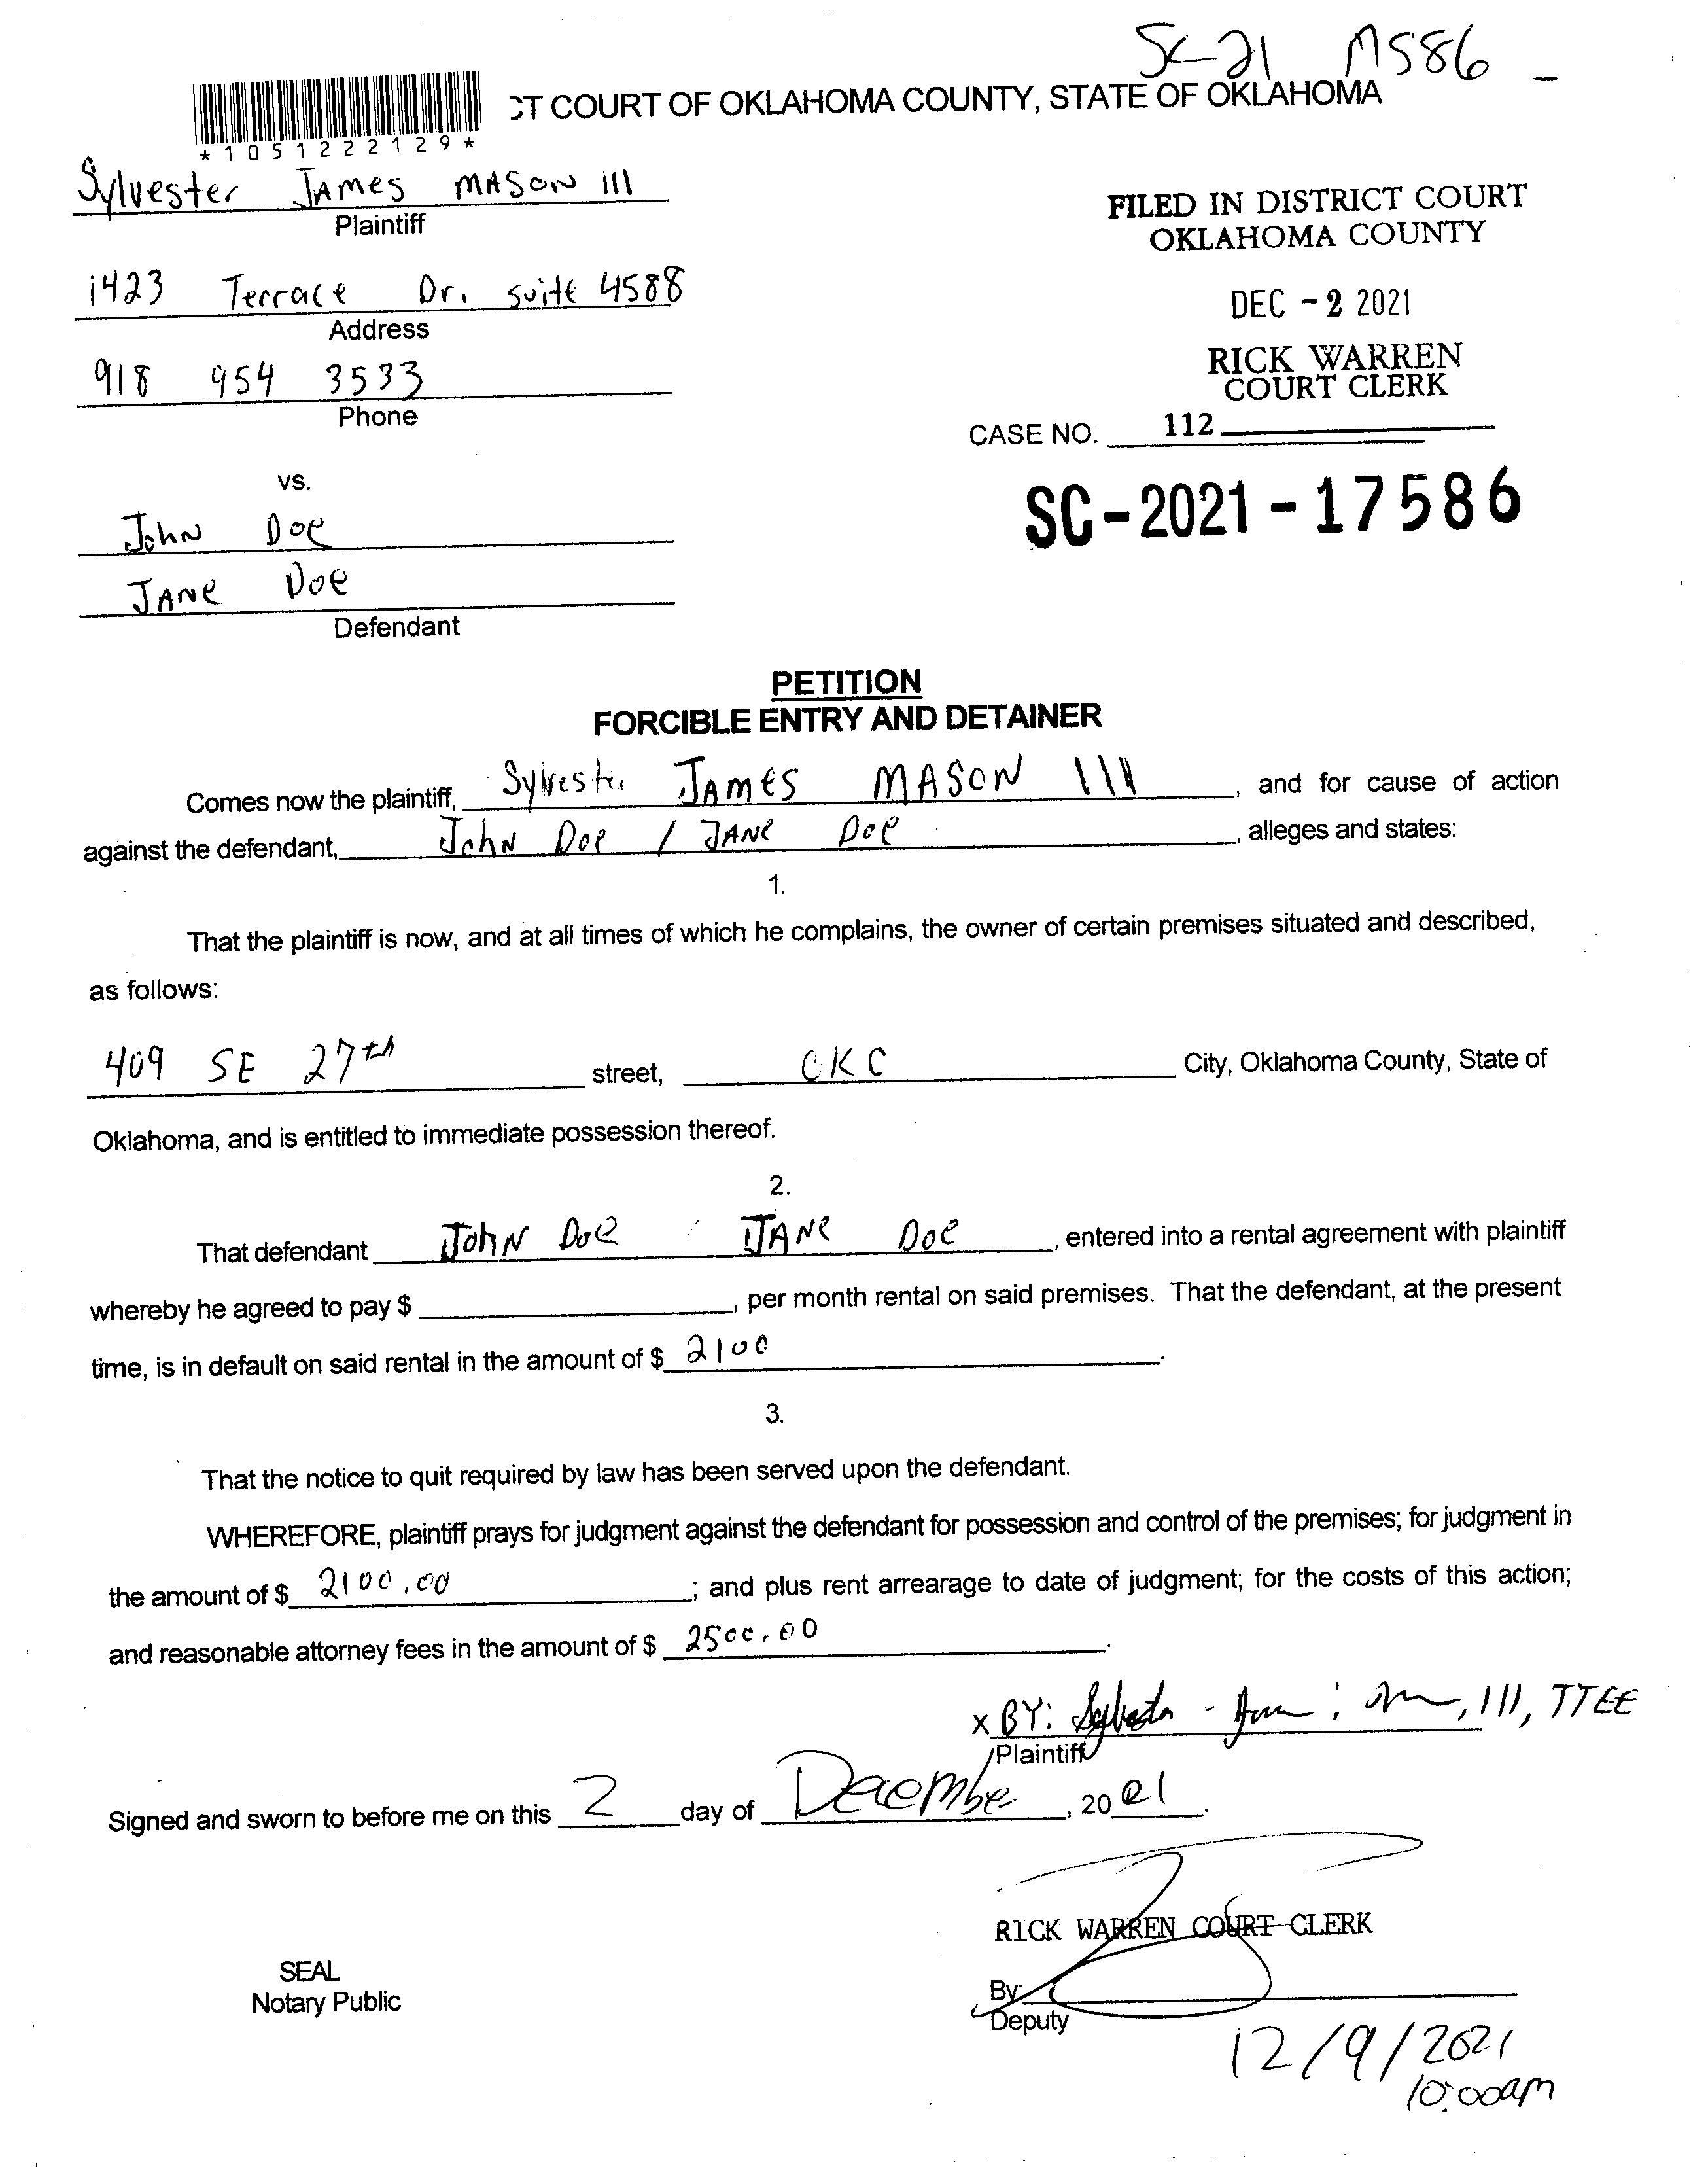 SC-21 17586
CT COURT OF OKLAHOMA COUNTY, STATE OF OKLAHOMA
*1051222129*
Sylvester James MASON III
Plaintiff
1423 Terrace Dr. suite 4588
Address
918 954 3533
Phone
FILED IN DISTRICT COURT
OKLAHOMA COUNTY
DEC - 2 2021
RICK WARREN
COURT CLERK
CASE NO. 112
SC-2021-17586
vs.
John Doe
JANe Doe
Defendant
PETITION
FORCIBLE ENTRY AND DETAINER
Comes now the plaintiff, Sylvester JAMES MASON III, and for cause of action
against the defendant, John Doe / JANe Doe, alleges and states:
1.
That the plaintiff is now, and at all times of which he complains, the owner of certain premises situated and described,
as follows:
409 SE 27th street, OKC City, Oklahoma County, State of
Oklahoma, and is entitled to immediate possession thereof.
2.
That defendant JohN Doe / JANe Doe, entered into a rental agreement with plaintiff
whereby he agreed to pay $, per month rental on said premises. That the defendant, at the present
time, is in default on said rental in the amount of $ 2100.
3.
That the notice to quit required by law has been served upon the defendant.
WHEREFORE, plaintiff prays for judgment against the defendant for possession and control of the premises; for judgment in
the amount of $ 2100.00; and plus rent arrearage to date of judgment; for the costs of this action;
and reasonable attorney fees in the amount of $ 2500.00.
x BY: , III, TTEE
Plaintiff
Signed and sworn to before me on this 2 day of Decembe, 2021.
RICK WARREN COURT CLERK
SEAL
Notary Public
By:
Deputy
12/9/2021
10:00am